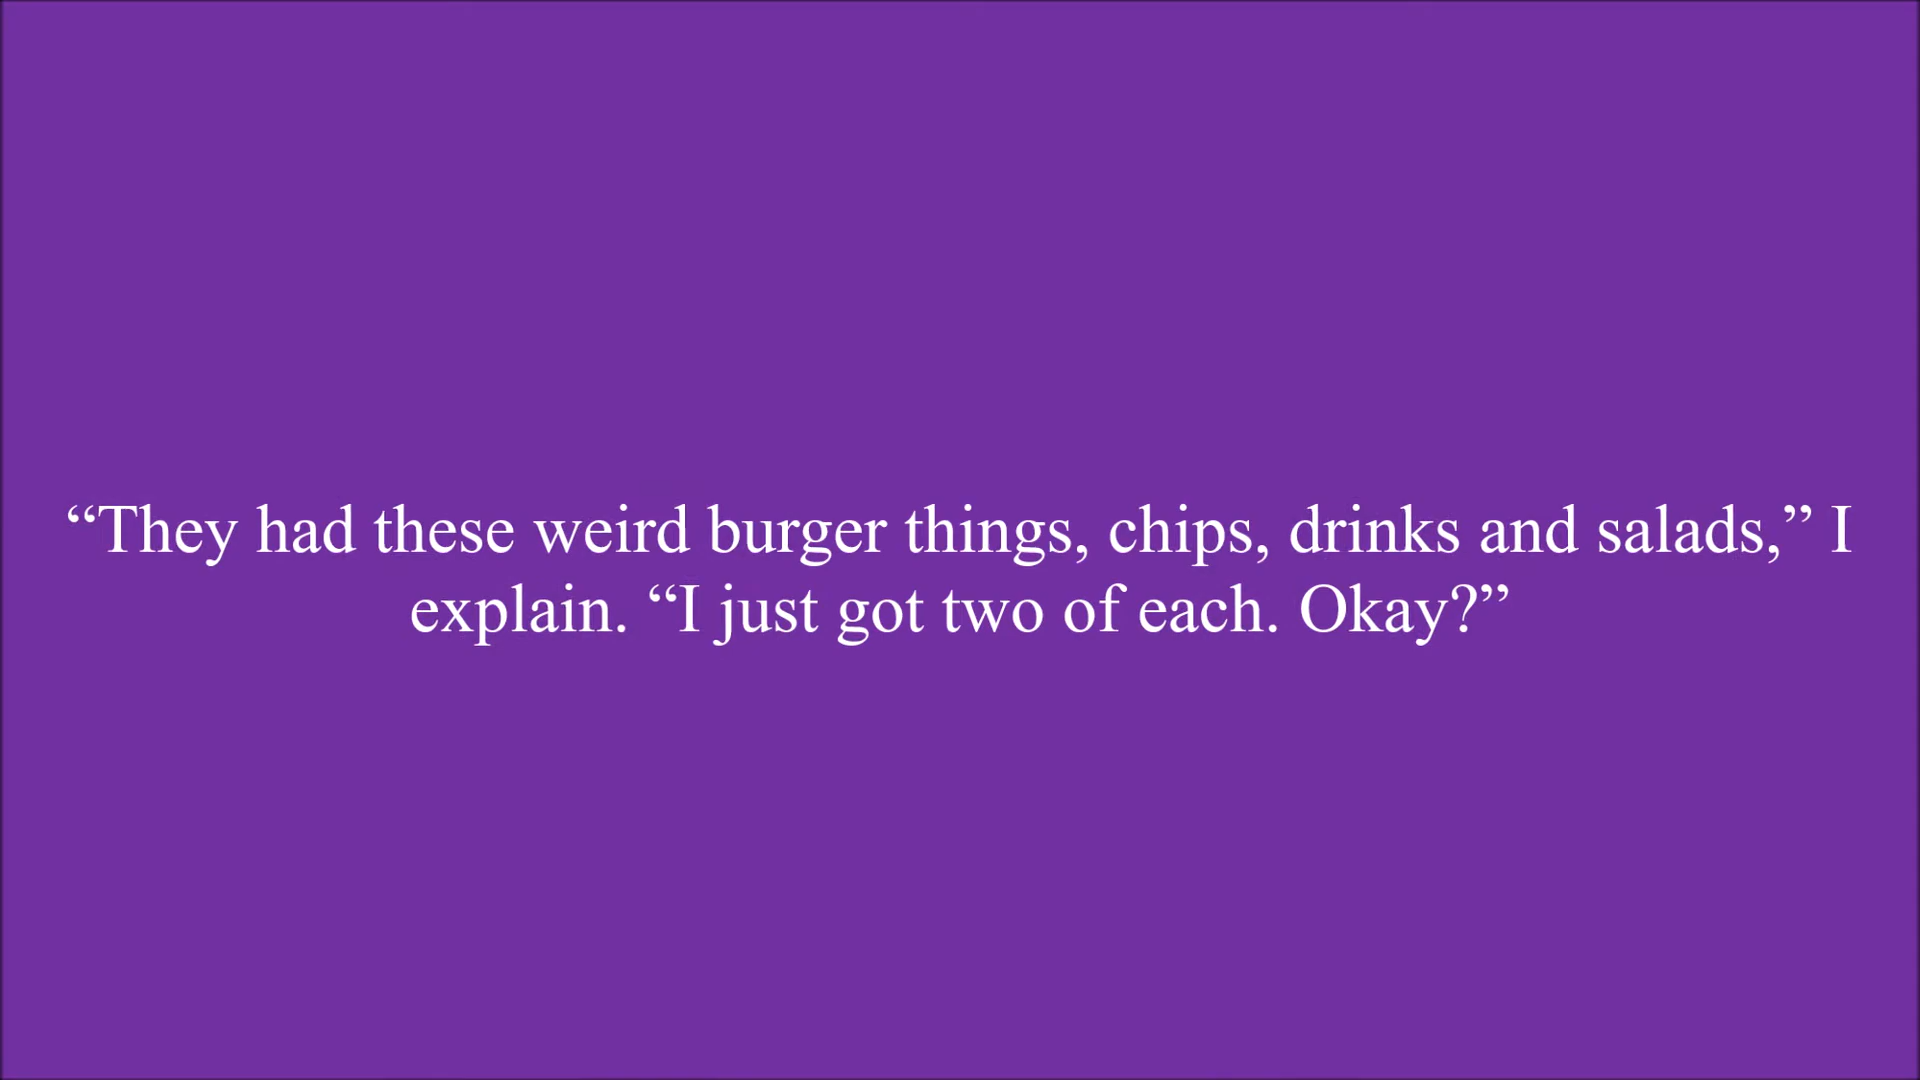 “They had these weird burger things, chips, drinks and salads,” I
explain. “I just got two of each. Okay?”